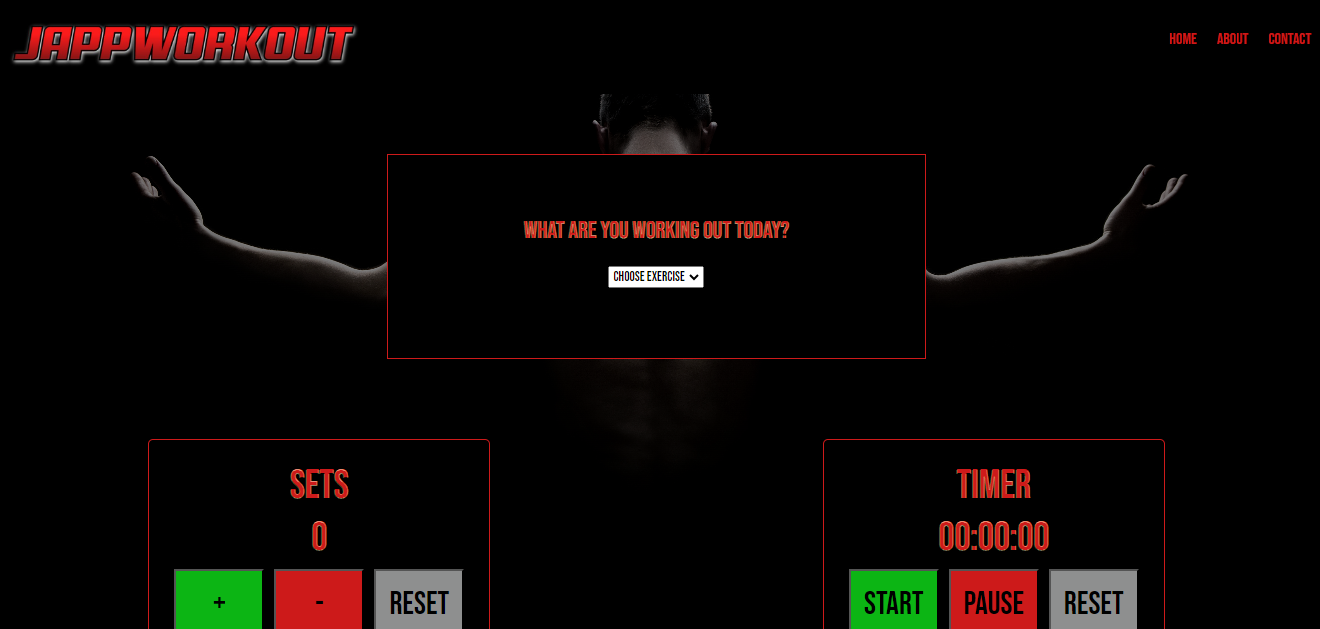 JAPPWORKOUT
HOME ABOUT CONTACT
WHAT ARE YOU WORKING OUT TODAY?
CHOOSE EXERCISE
SETS
0
+ - RESET
TIMER
00:00:00
START PAUSE RESET